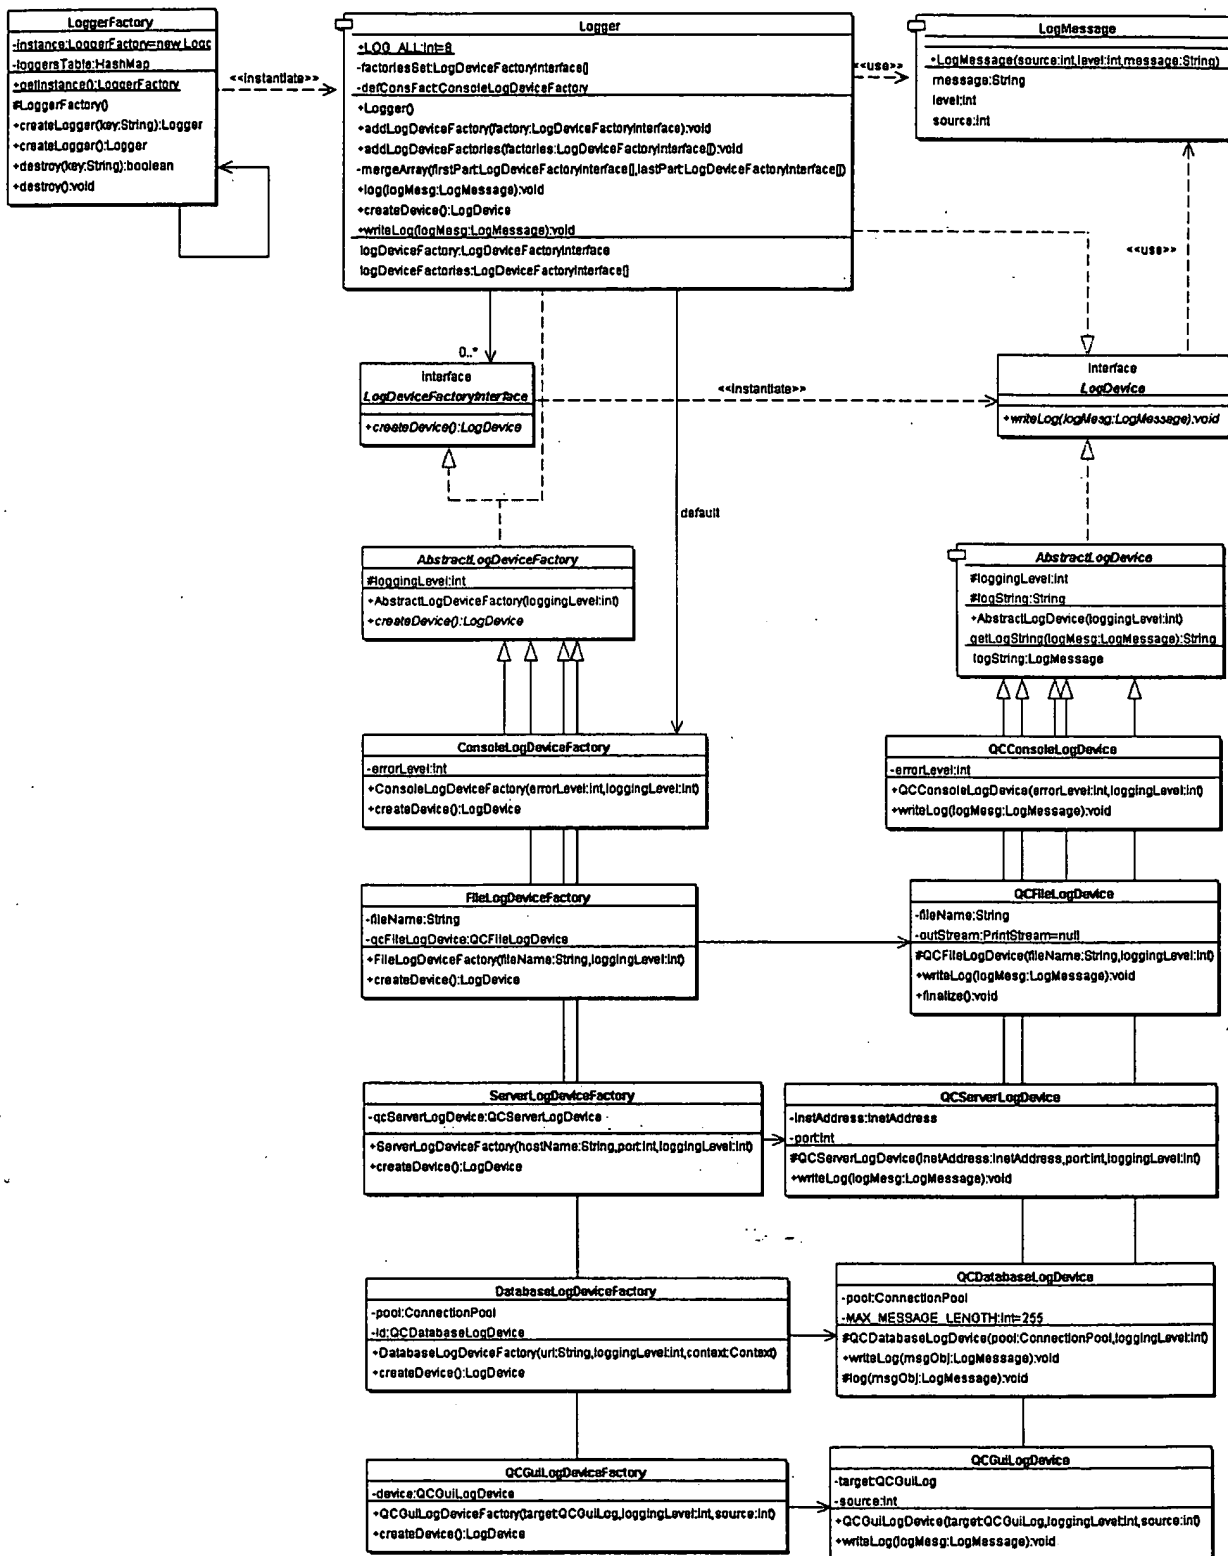 LoggerFactory
-instance:LoggerFactory=new Logc
-loggersTable:HashMap
+getInstance():LoggerFactory
#LoggerFactory()
+createLogger(key:String):Logger
+createLogger():Logger
+destroy(key:String):boolean
+destroy():void
<<instantiate>>
Logger
+LOG_ALL:int=8
-factoriesSet:LogDeviceFactoryInterface[]
-defConsFact:ConsoleLogDeviceFactory
+Logger()
+addLogDeviceFactory(factory:LogDeviceFactoryInterface):void
+addLogDeviceFactories(factories:LogDeviceFactoryInterface[]):void
-mergeArray(firstPart:LogDeviceFactoryInterface[],lastPart:LogDeviceFactoryInterface[])
+log(logMesg:LogMessage):void
+createDevice():LogDevice
+writeLog(logMesg:LogMessage):void
logDeviceFactory:LogDeviceFactoryInterface
logDeviceFactories:LogDeviceFactoryInterface[]
<<use>>
LogMessage
+LogMessage(source:int,level:int,message:String)
message:String
level:int
source:int
<<use>>
0..*
Interface
LogDeviceFactoryInterface
+createDevice():LogDevice
<<instantiate>>
Interface
LogDevice
+writeLog(logMesg:LogMessage):void
default
AbstractLogDeviceFactory
#loggingLevel:int
+AbstractLogDeviceFactory(loggingLevel:int)
+createDevice():LogDevice
AbstractLogDevice
#loggingLevel:int
#logString:String
+AbstractLogDevice(loggingLevel:int)
getLogString(logMesg:LogMessage):String
logString:LogMessage
ConsoleLogDeviceFactory
-errorLevel:int
+ConsoleLogDeviceFactory(errorLevel:int,loggingLevel:int)
+createDevice():LogDevice
QCConsoleLogDevice
-errorLevel:int
+QCConsoleLogDevice(errorLevel:int,loggingLevel:int)
+writeLog(logMesg:LogMessage):void
FileLogDeviceFactory
-fileName:String
-qcFileLogDevice:QCFileLogDevice
+FileLogDeviceFactory(fileName:String,loggingLevel:int)
+createDevice():LogDevice
QCFileLogDevice
-fileName:String
-outStream:PrintStream=null
#QCFileLogDevice(fileName:String,loggingLevel:int)
+writeLog(logMesg:LogMessage):void
+finalize():void
ServerLogDeviceFactory
-qcServerLogDevice:QCServerLogDevice
+ServerLogDeviceFactory(hostName:String,port:int,loggingLevel:int)
+createDevice():LogDevice
QCServerLogDevice
-inetAddress:InetAddress
-port:int
#QCServerLogDevice(inetAddress:InetAddress,port:int,loggingLevel:int)
+writeLog(logMesg:LogMessage):void
DatabaseLogDeviceFactory
-pool:ConnectionPool
-ld:QCDatabaseLogDevice
+DatabaseLogDeviceFactory(url:String,loggingLevel:int,context:Context)
+createDevice():LogDevice
QCDatabaseLogDevice
-pool:ConnectionPool
-MAX_MESSAGE_LENGTH:int=255
#QCDatabaseLogDevice(pool:ConnectionPool,loggingLevel:int)
+writeLog(msgObj:LogMessage):void
#log(msgObj:LogMessage):void
QCGuiLogDeviceFactory
-device:QCGuiLogDevice
+QCGuiLogDeviceFactory(target:QCGuiLog,loggingLevel:int,source:int)
+createDevice():LogDevice
QCGuiLogDevice
-target:QCGuiLog
-source:int
+QCGuiLogDevice(target:QCGuiLog,loggingLevel:int,source:int)
+writeLog(logMesg:LogMessage):void